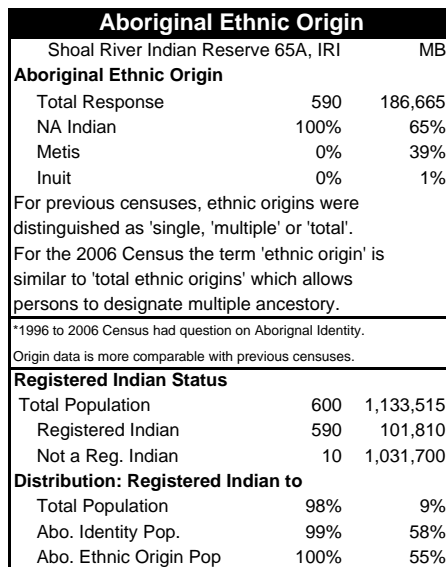 Aboriginal Ethnic Origin
Shoal River Indian Reserve 65A, IRI MB
Aboriginal Ethnic Origin
Total Response 590 186,665
NA Indian 100% 65%
Metis 0% 39%
Inuit 0% 1%
For previous censuses, ethnic origins were
distinguished as 'single, 'multiple' or 'total'.
For the 2006 Census the term 'ethnic origin' is
similar to 'total ethnic origins' which allows
persons to designate multiple ancestory.
*1996 to 2006 Census had question on Aborignal Identity.
Origin data is more comparable with previous censuses.
Registered Indian Status
Total Population 600 1,133,515
Registered Indian 590 101,810
Not a Reg. Indian 10 1,031,700
Distribution: Registered Indian to
Total Population 98% 9%
Abo. Identity Pop. 99% 58%
Abo. Ethnic Origin Pop 100% 55%